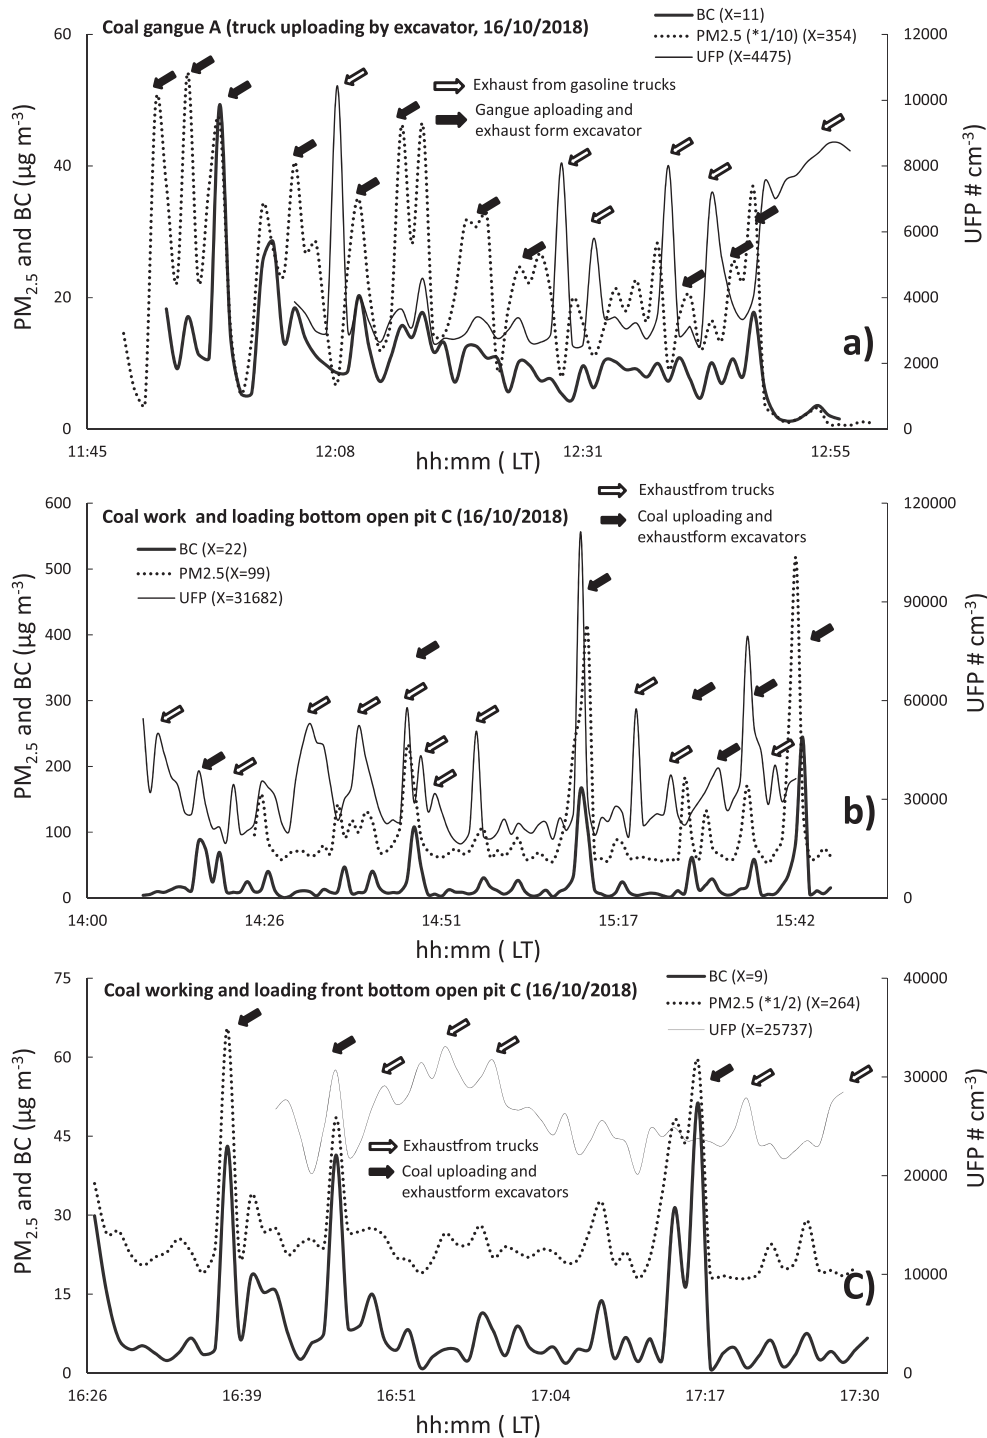 Coal gangue A (truck uploading by excavator, 16/10/2018)
BC (X=11)
PM2.5 (*1/10) (X=354)
UFP (X=4475)
Exhaust from gasoline trucks
Gangue aploading and
exhaust form excavator
60
40
20
0
PM2.5 and BC (µg m-3)
12000
10000
8000
6000
4000
2000
0
UFP # cm-3)
a)
11:45
12:08
12:31
12:55
hh:mm ( LT)
Exhaustfrom trucks
Coal uploading and
exhaustform excavators
Coal work and loading bottom open pit C (16/10/2018)
BC (X=22)
PM2.5(X=99)
UFP (X=31682)
600
500
400
300
200
100
0
PM2.5 and BC (µg m-3)
120000
90000
60000
30000
0
UFP # cm-3)
b)
14:00
14:26
14:51
15:17
15:42
hh:mm ( LT)
Coal working and loading front bottom open pit C (16/10/2018)
BC (X=9)
PM2.5 (*1/2) (X=264)
UFP (X=25737)
Exhaustfrom trucks
Coal uploading and
exhaustform excavators
75
60
45
30
15
0
PM2.5 and BC (µg m-3)
40000
30000
20000
10000
0
UFP # cm-3)
C)
16:26
16:39
16:51
17:04
17:17
17:30
hh:mm ( LT)